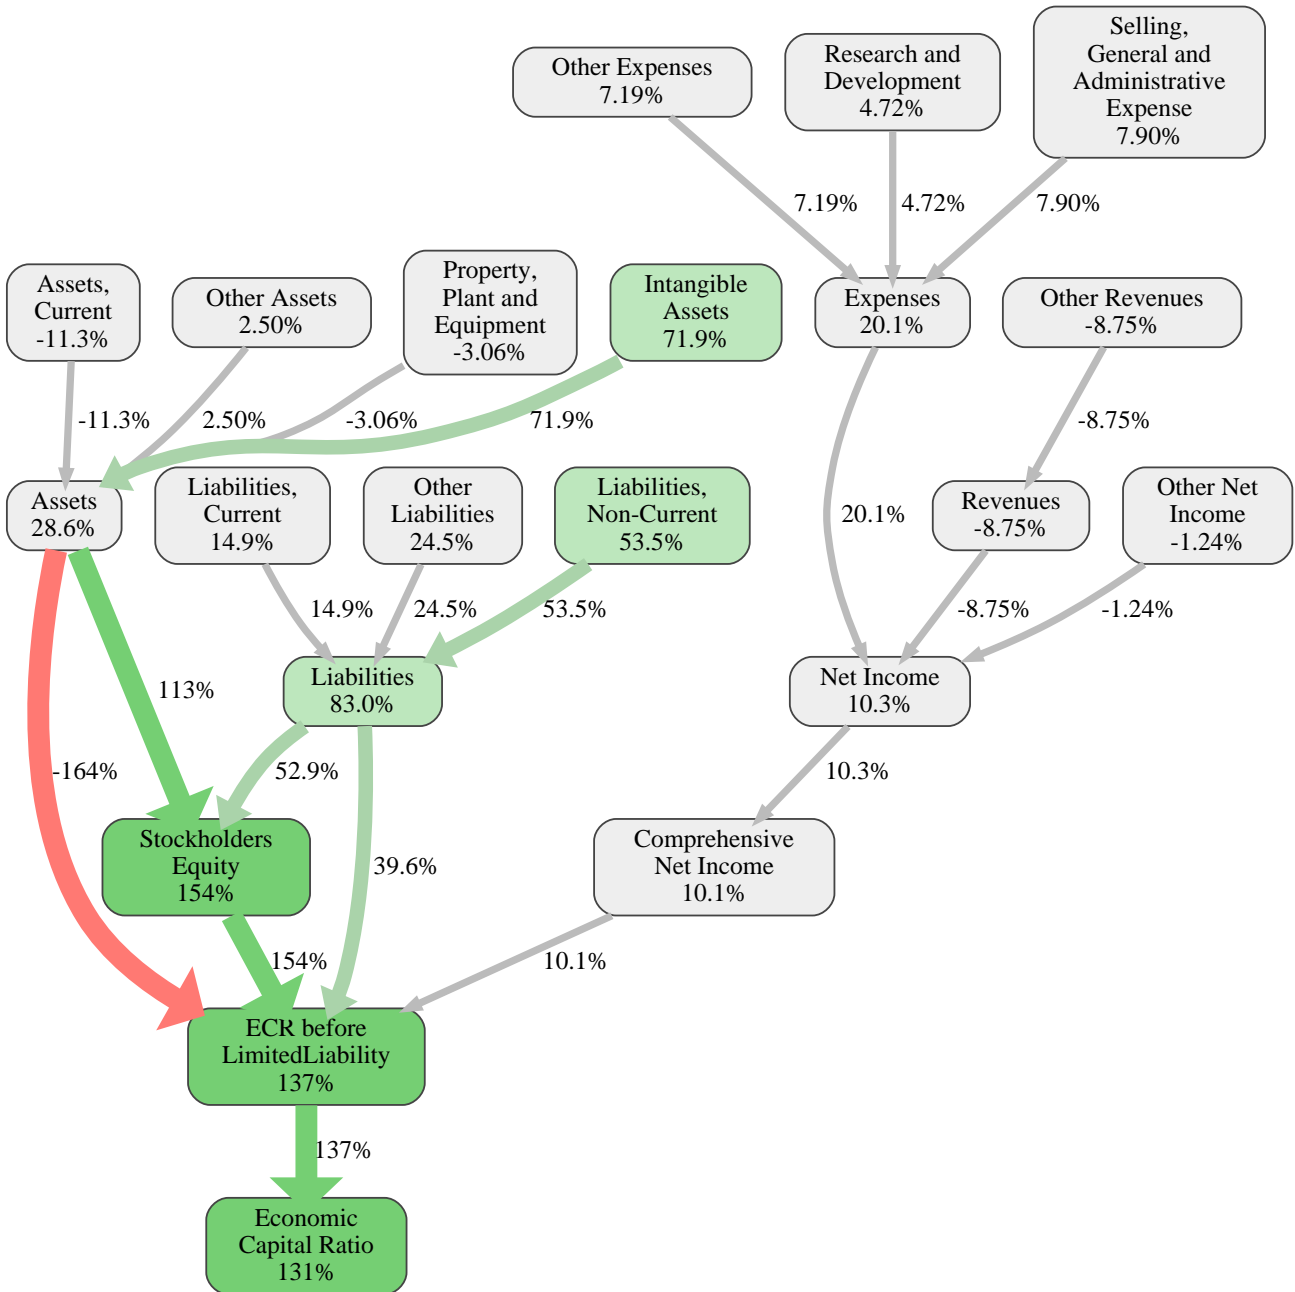 Selling,
General and
Administrative
Expense
7.90%
Research and
Development
4.72%
Other Expenses
7.19%
7.19%
4.72%
7.90%
Assets,
Current
-11.3%
Other Assets
2.50%
Property,
Plant and
Equipment
-3.06%
Intangible
Assets
71.9%
Expenses
20.1%
Other Revenues
-8.75%
-11.3%
2.50%
-3.06%
71.9%
-8.75%
Assets
28.6%
Liabilities,
Current
14.9%
Other
Liabilities
24.5%
Liabilities,
Non-Current
53.5%
20.1%
Revenues
-8.75%
Other Net
Income
-1.24%
14.9%
24.5%
53.5%
-8.75%
-1.24%
113%
Liabilities
83.0%
Net Income
10.3%
-164%
52.9%
10.3%
Stockholders
Equity
154%
39.6%
Comprehensive
Net Income
10.1%
154%
10.1%
ECR before
LimitedLiability
137%
137%
Economic
Capital Ratio
131%